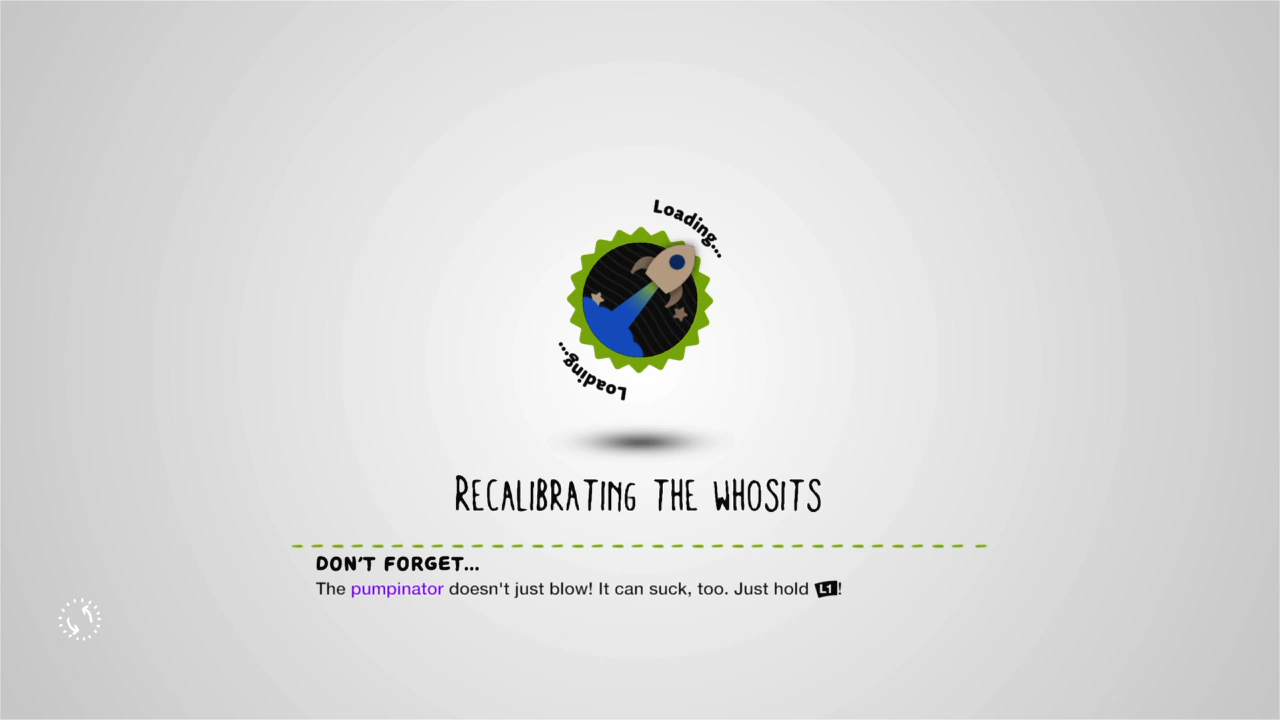 Loading...
Loading...
RECALIBRATING THE WHOSITS
DON'T FORGET...
The pumpinator doesn't just blow! It can suck, too. Just hold L1!